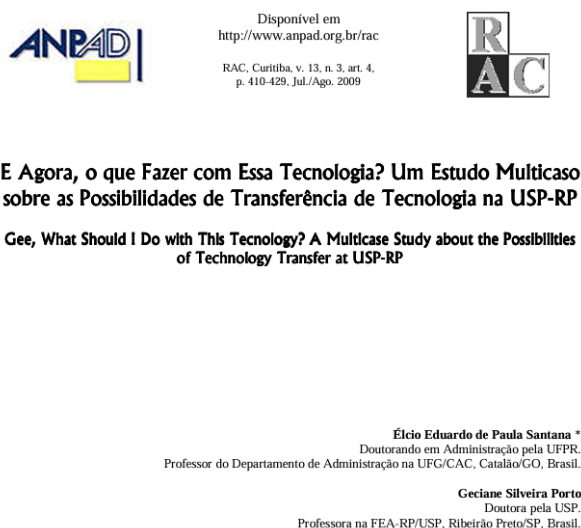 ANPAD
Disponível em
http://www.anpad.org.br/rac
RAC, Curitiba, v. 13, n. 3, art. 4,
p. 410-429, Jul./Ago. 2009
R
AC
E Agora, o que Fazer com Essa Tecnologia? Um Estudo Multicaso
sobre as Possibilidades de Transferência de Tecnologia na USP-RP
Gee, What Should I Do with This Tecnology? A Multicase Study about the Possibilities
of Technology Transfer at USP-RP
Élcio Eduardo de Paula Santana *
Doutorando em Administração pela UFPR.
Professor do Departamento de Administração na UFG/CAC, Catalão/GO, Brasil.
Geciane Silveira Porto
Doutora pela USP.
Professora na FEA-RP/USP, Ribeirão Preto/SP, Brasil.